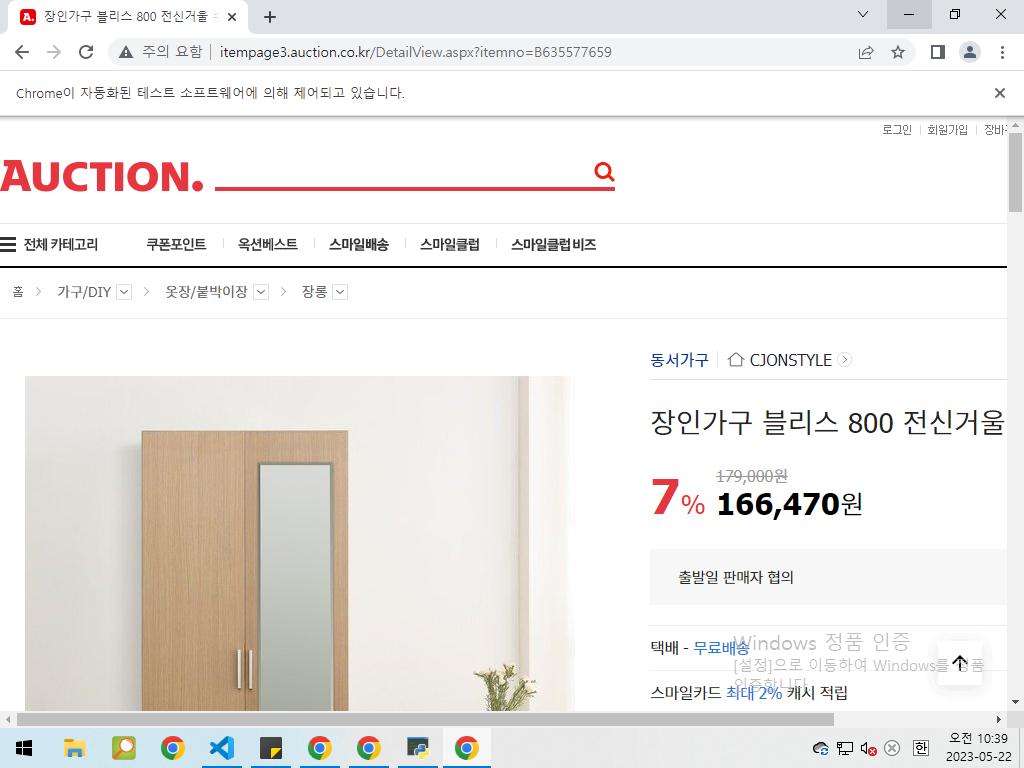 장인가구 블리스 800 전신거울
주의 요함
itempage3.auction.co.kr/DetailView.aspx?itemno=B635577659
Chrome이 자동화된 테스트 소프트웨어에 의해 제어되고 있습니다.
로그인 회원가입 장바
AUCTION.
전체 카테고리 쿠폰포인트 옥션베스트 스마일배송 스마일클럽 스마일클럽 비즈
홈 가구/DIY 옷장/붙박이장 장롱
동서가구 CJONSTYLE
장인가구 블리스 800 전신거울
179,000원
7% 166,470원
출발일 판매자 협의
택배 - 무료배송
Windows 정품 인증
[설정]으로 이동하여 Windows를 정품
인증합니다.
스마일카드 최대 2% 캐시 적립
한
오전 10:39
2023-05-22